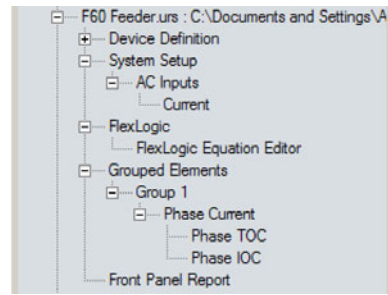 F60 Feeder.urs : C:\Documents and Settings\A
Device Definition
System Setup
AC Inputs
Current
FlexLogic
FlexLogic Equation Editor
Grouped Elements
Group 1
Phase Current
Phase TOC
Phase IOC
Front Panel Report